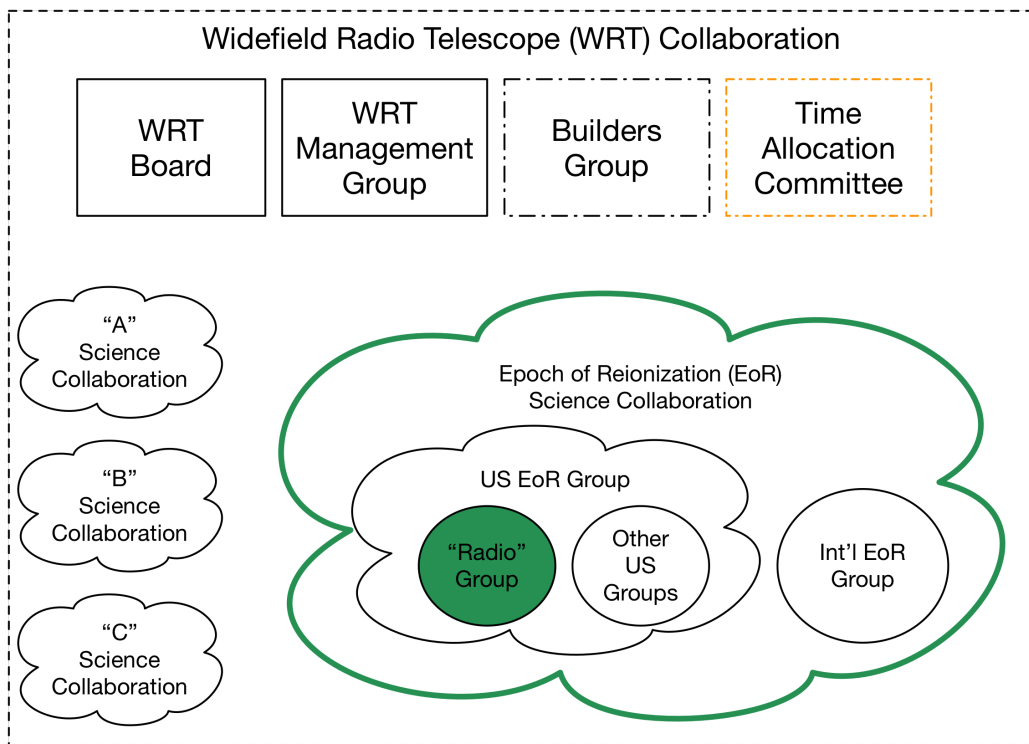 Widefield Radio Telescope (WRT) Collaboration
WRT
Board
WRT
Management
Group
Builders
Group
Time
Allocation
Committee
“A”
Science
Collaboration
“B”
Science
Collaboration
“C”
Science
Collaboration
Epoch of Reionization (EoR)
Science Collaboration
US EoR Group
“Radio”
Group
Other
US
Groups
Int’l EoR
Group